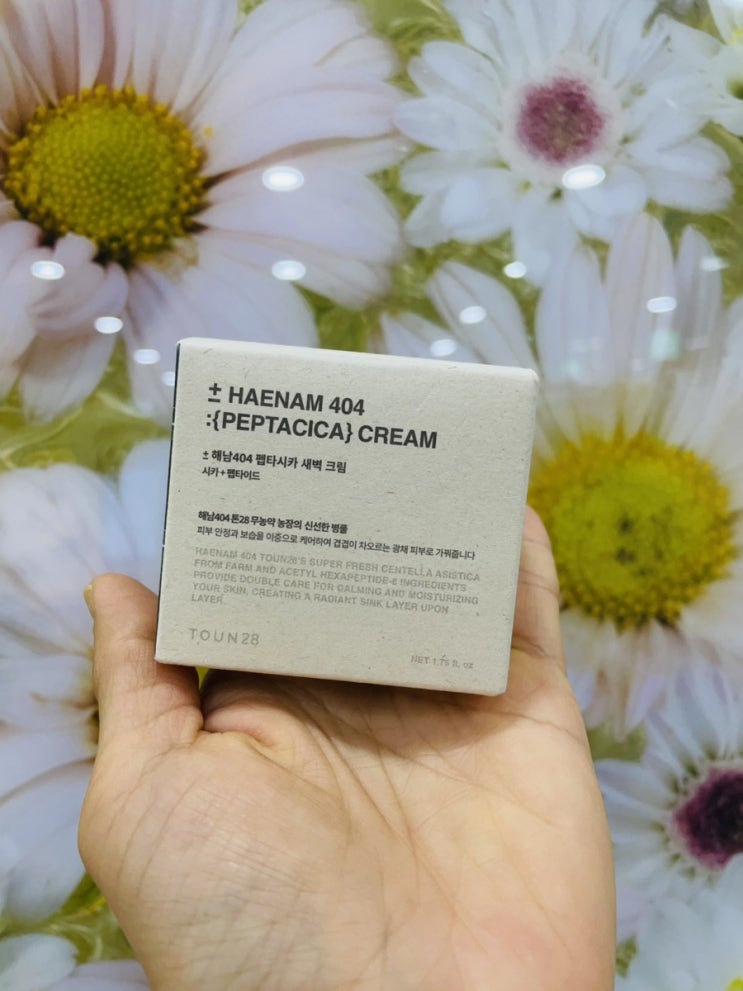 ± HAENAM 404
:{PEPTACICA} CREAM
± 해남404 펩타시카 새벽 크림
시카+펩타이드
해남404 톤28 무농약 농장의 신선한 병풀
피부 안정과 보습을 이중으로 케어하여 겹겹이 차오르는 광채 피부로 가꿔줍니다
HAENAM 404 TOUN28'S SUPER FRESH CENTELLA ASISTICA
FROM FARM AND ACETYL HEXAPEPTIDE-8 INGREDIENTS
PROVIDE DOUBLE CARE FOR CALMING AND MOISTURIZING
YOUR SKIN, CREATING A RADIANT SINK LAYER UPON
LAYER.
TOUN28
NET 1.76 fl. oz